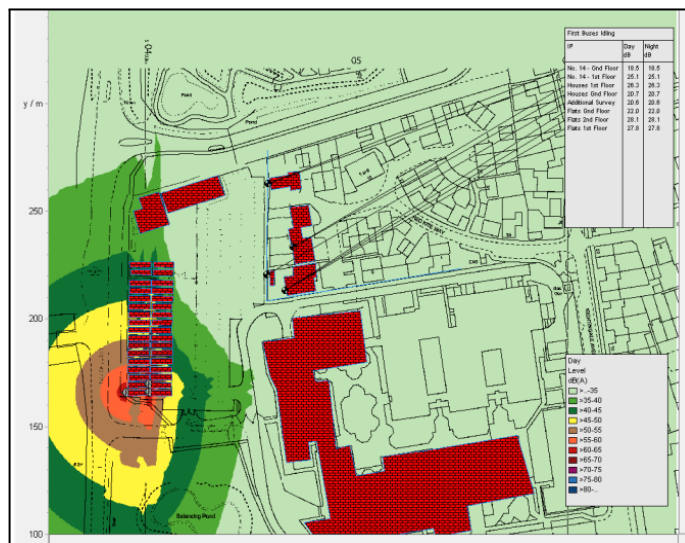 First Buses Idling
IP Day Night
dB dB
No. 14 - Gnd Floor 18.5 18.5
No. 14 - 1st Floor 25.1 25.1
Houses 1st Floor 26.3 26.3
Houses Gnd Floor 20.7 20.7
Additional Survey 20.6 20.6
Flats Gnd Floor 22.0 22.0
Flats 2nd Floor 28.1 28.1
Flats 1st Floor 27.8 27.8
05
Pond
Pond
y / m
250
200
150
100
Balancing Pond
Day
Level
dB(A)
>..-35
>35-40
>40-45
>45-50
>50-55
>55-60
>60-65
>65-70
>70-75
>75-80
>80-..